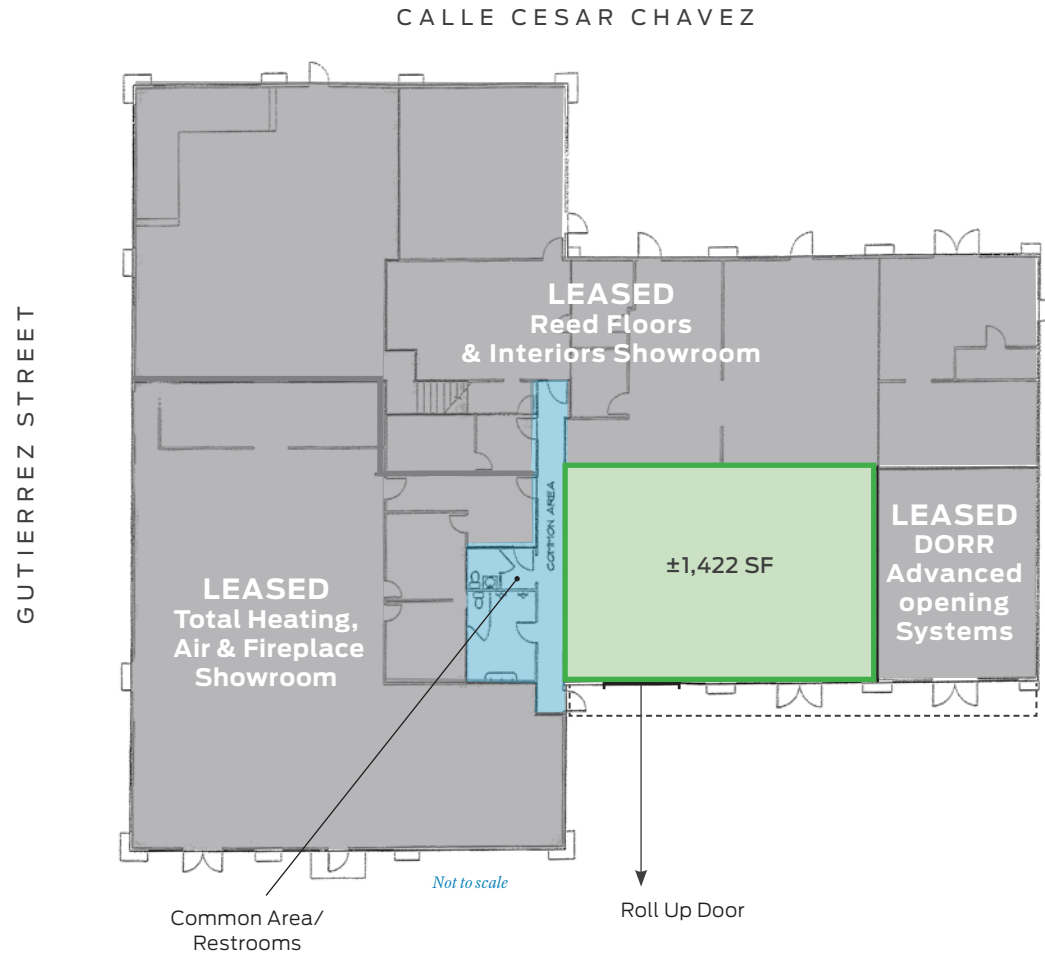 CALLE CESAR CHAVEZ
GUTIERREZ STREET
LEASED
Reed Floors
& Interiors Showroom
COMMON AREA
±1,422 SF
LEASED
DORR
Advanced
opening
Systems
LEASED
Total Heating,
Air & Fireplace
Showroom
Not to scale
Common Area/
Restrooms
Roll Up Door